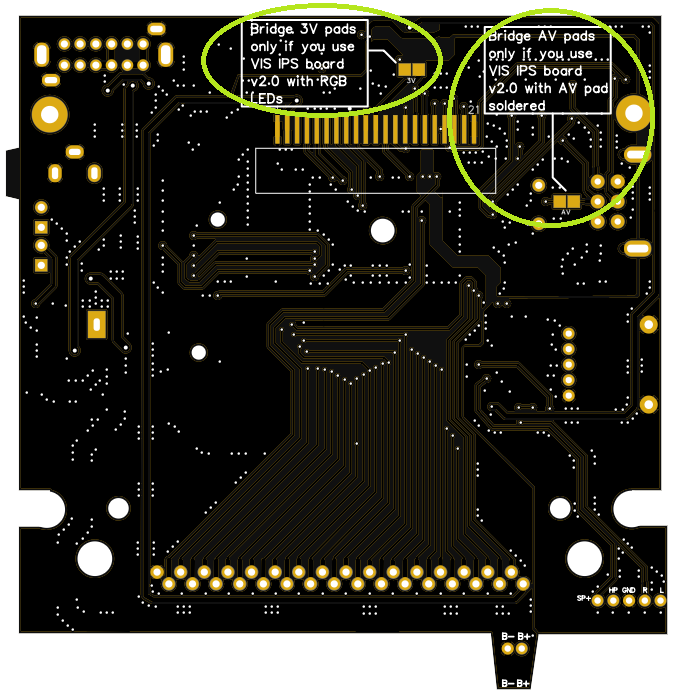 Bridge 3V pads
only if you use
VIS IPS board
v2.0 with RGB
LEDs
3V
Bridge AV pads
only if you use
VIS IPS board
v2.0 with AV pad
soldered
21
AV
SP+ HP GND R L
B- B+
B- B+